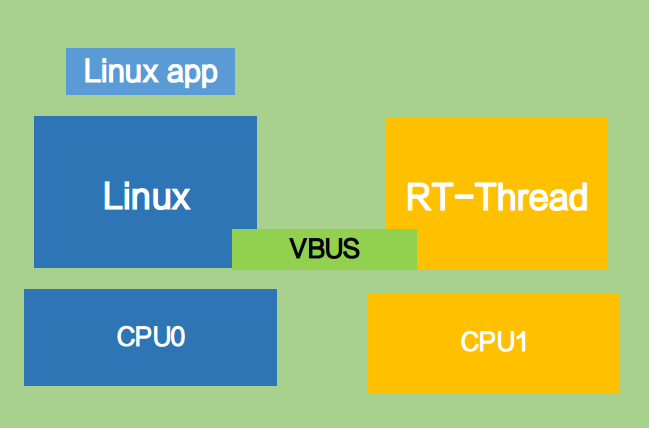 Linux app
Linux
RT-Thread
VBUS
CPU0
CPU1